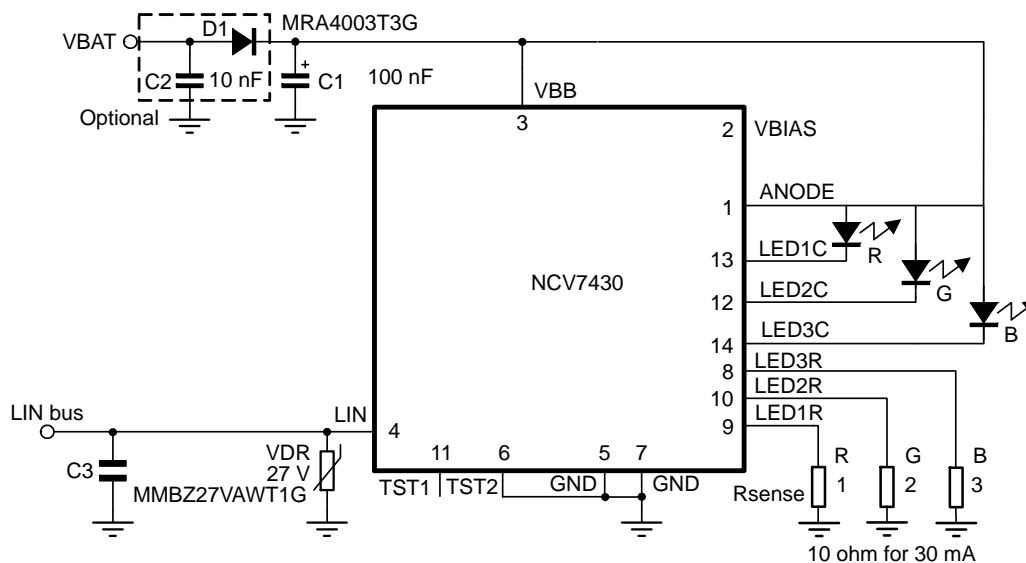 D1
MRA4003T3G
VBAT
C2
10 nF
+
C1
100 nF
Optional
VBB
3
2
VBIAS
ANODE
1
R
LED1C
13
G
NCV7430
LED2C
12
B
LED3C
14
LED3R
8
LED2R
10
LED1R
9
LIN bus
LIN
4
C3
VDR
27 V
MMBZ27VAWT1G
11
6
5
7
TST1
TST2
GND
GND
Rsense
R
1
G
2
B
3
10 ohm for 30 mA